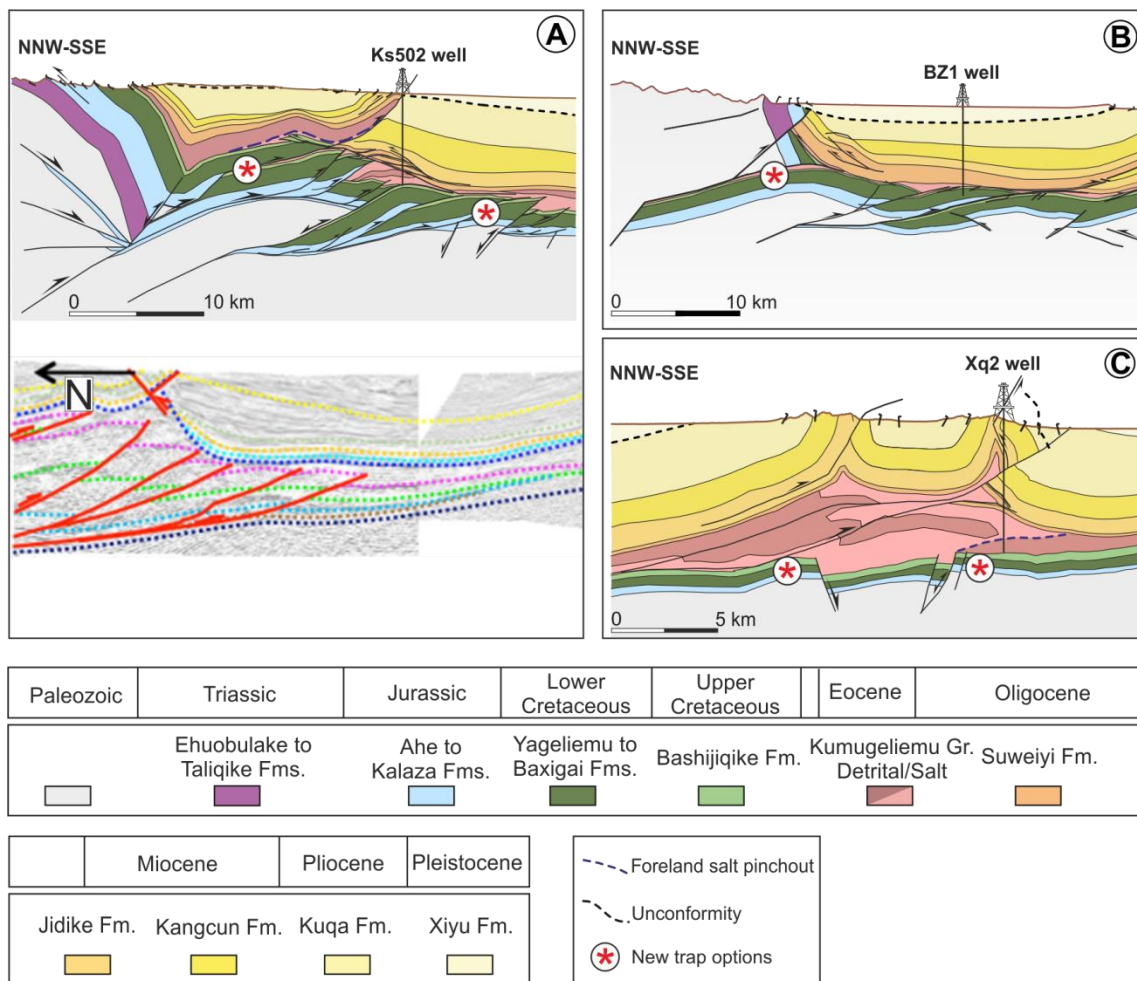 A
NNW-SSE
Ks502 well
0
10 km
N
B
NNW-SSE
BZ1 well
0
10 km
C
NNW-SSE
Xq2 well
0
5 km
Paleozoic
Triassic
Jurassic
Lower
Cretaceous
Upper
Cretaceous
Eocene
Oligocene
Ehuobulake to
Taliqike Fms.
Ahe to
Kalaza Fms.
Yageliemu to
Baxigai Fms.
Bashijiqike Fm.
Kumugeliemu Gr.
Detrital/Salt
Suweiyi Fm.
Miocene
Pliocene
Pleistocene
Jidike Fm.
Kangcun Fm.
Kuqa Fm.
Xiyu Fm.
Foreland salt pinchout
Unconformity
New trap options